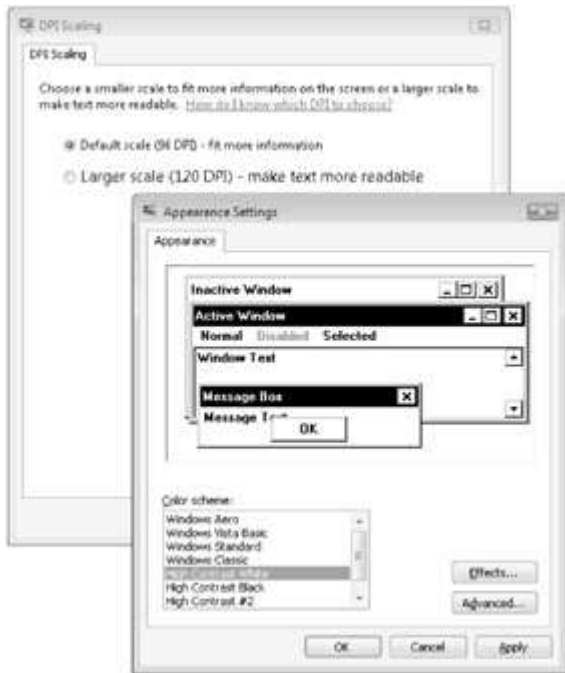 DPI Scaling
DPI Scaling
Choose a smaller scale to fit more information on the screen or a larger scale to
make text more readable. How do I know which DPI to choose?
Default scale (96 DPI) - fit more information
Larger scale (120 DPI) - make text more readable
Appearance Settings
Appearance
Inactive Window
Active Window
Normal Disabled Selected
Window Text
Message Box
Message Text
OK
Color scheme:
Windows Aero
Windows Vista Basic
Windows Standard
Windows Classic
High Contrast White
High Contrast Black
High Contrast #2
Effects...
Advanced...
OK Cancel Apply